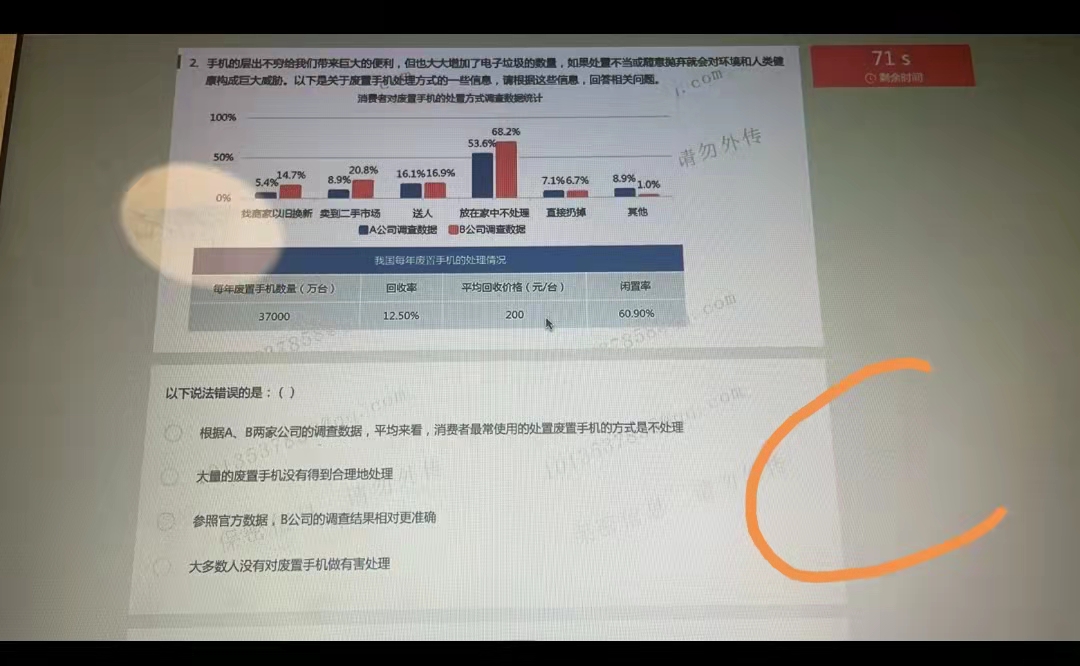 71 s
剩余时间
2. 手机的层出不穷给我们带来巨大的便利，但也大大增加了电子垃圾的数量，如果处置不当或随意抛弃就会对环境和人类健
康构成巨大威胁。以下是关于废置手机处理方式的一些信息，请根据这些信息，回答相关问题。
消费者对废置手机的处置方式调查数据统计
100%
50%
0%
5.4% 14.7% 8.9% 20.8% 16.1% 16.9% 53.6% 68.2% 7.1% 6.7% 8.9% 1.0%
找商家以旧换新 卖到二手市场 送人 放在家中不处理 直接扔掉 其他
A公司调查数据 B公司调查数据
请勿外传
我国每年废置手机的处理情况
每年废置手机数量（万台） 回收率 平均回收价格（元/台） 闲置率
37000 12.50% 200 60.90%
以下说法错误的是：( )
根据A、B两家公司的调查数据，平均来看，消费者最常使用的处置废置手机的方式是不处理
大量的废置手机没有得到合理地处理
参照官方数据，B公司的调查结果相对更准确
大多数人没有对废置手机做有害处理